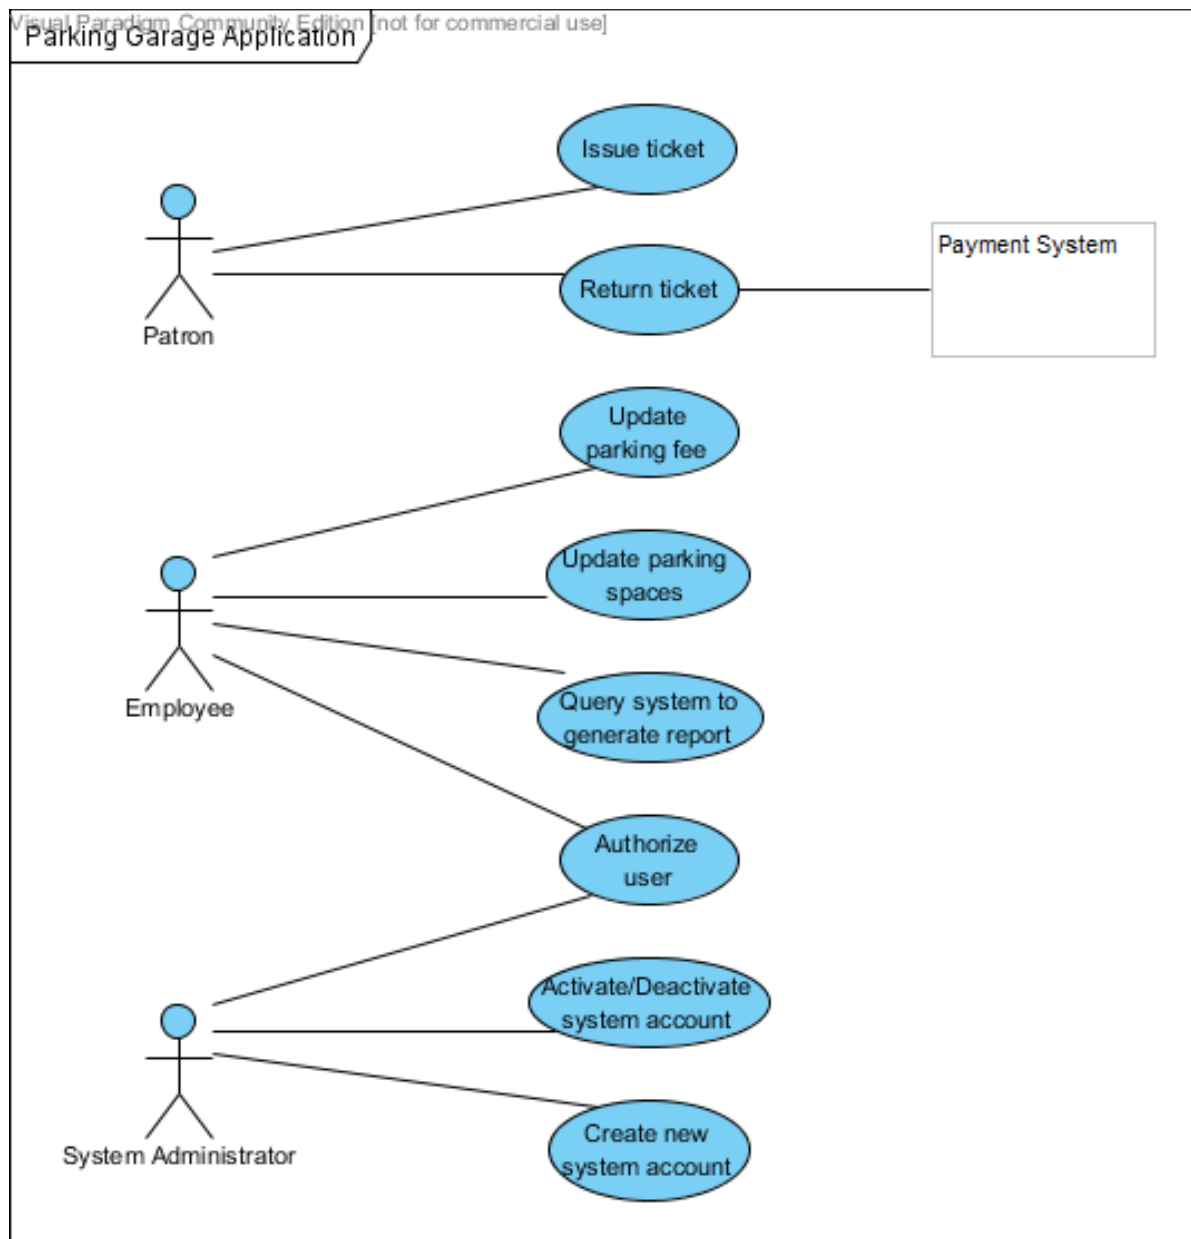 Visual Paradigm Community Edition [not for commercial use]
Parking Garage Application
Issue ticket
Payment System
Return ticket
Patron
Update
parking fee
Update parking
spaces
Query system to
Employee
generate report
Authorize
user
Activate/Deactivate
system account
Create new
System Administrator
system account